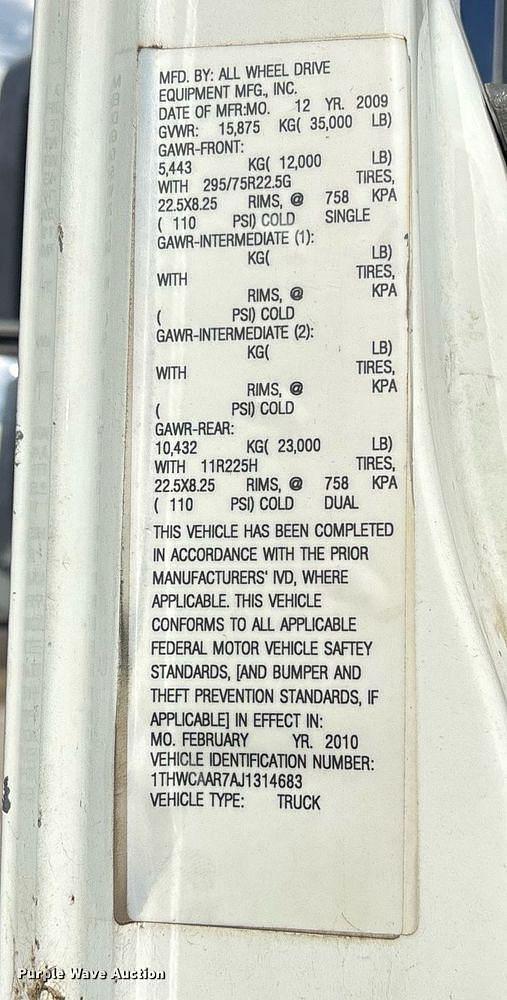 MFD. BY: ALL WHEEL DRIVE
EQUIPMENT MFG., INC.
DATE OF MFR:MO. 12 YR. 2009
GVWR: 15,875 KG( 35,000 LB)
GAWR-FRONT:
5,443 KG( 12,000 LB)
WITH 295/75R22.5G TIRES,
22.5X8.25 RIMS, @ 758 KPA
( 110 PSI) COLD SINGLE
GAWR-INTERMEDIATE (1):
KG( LB)
WITH TIRES,
RIMS, @ KPA
( PSI) COLD
GAWR-INTERMEDIATE (2):
KG( LB)
WITH TIRES,
RIMS, @ KPA
( PSI) COLD
GAWR-REAR:
10,432 KG( 23,000 LB)
WITH 11R225H TIRES,
22.5X8.25 RIMS, @ 758 KPA
( 110 PSI) COLD DUAL
THIS VEHICLE HAS BEEN COMPLETED
IN ACCORDANCE WITH THE PRIOR
MANUFACTURERS' IVD, WHERE
APPLICABLE. THIS VEHICLE
CONFORMS TO ALL APPLICABLE
FEDERAL MOTOR VEHICLE SAFTEY
STANDARDS, [AND BUMPER AND
THEFT PREVENTION STANDARDS, IF
APPLICABLE] IN EFFECT IN:
MO. FEBRUARY YR. 2010
VEHICLE IDENTIFICATION NUMBER:
1THWCAAR7AJ1314683
VEHICLE TYPE: TRUCK
Purple Wave Auction